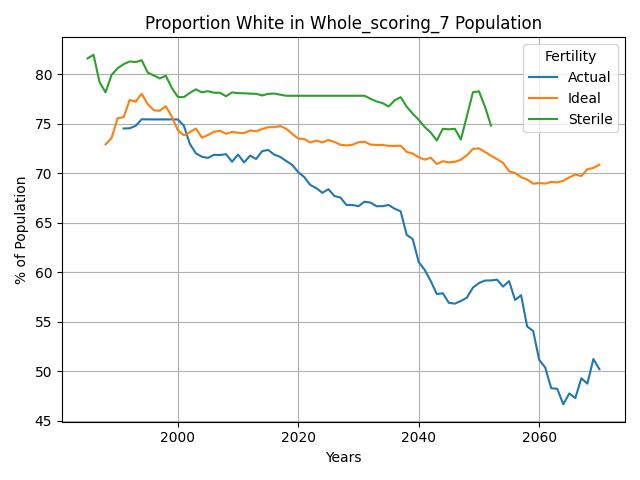 Proportion White in Whole_scoring_7 Population
Fertility
Actual
Ideal
Sterile
% of Population
80
75
70
65
60
55
50
45
2000
2020
2040
2060
Years